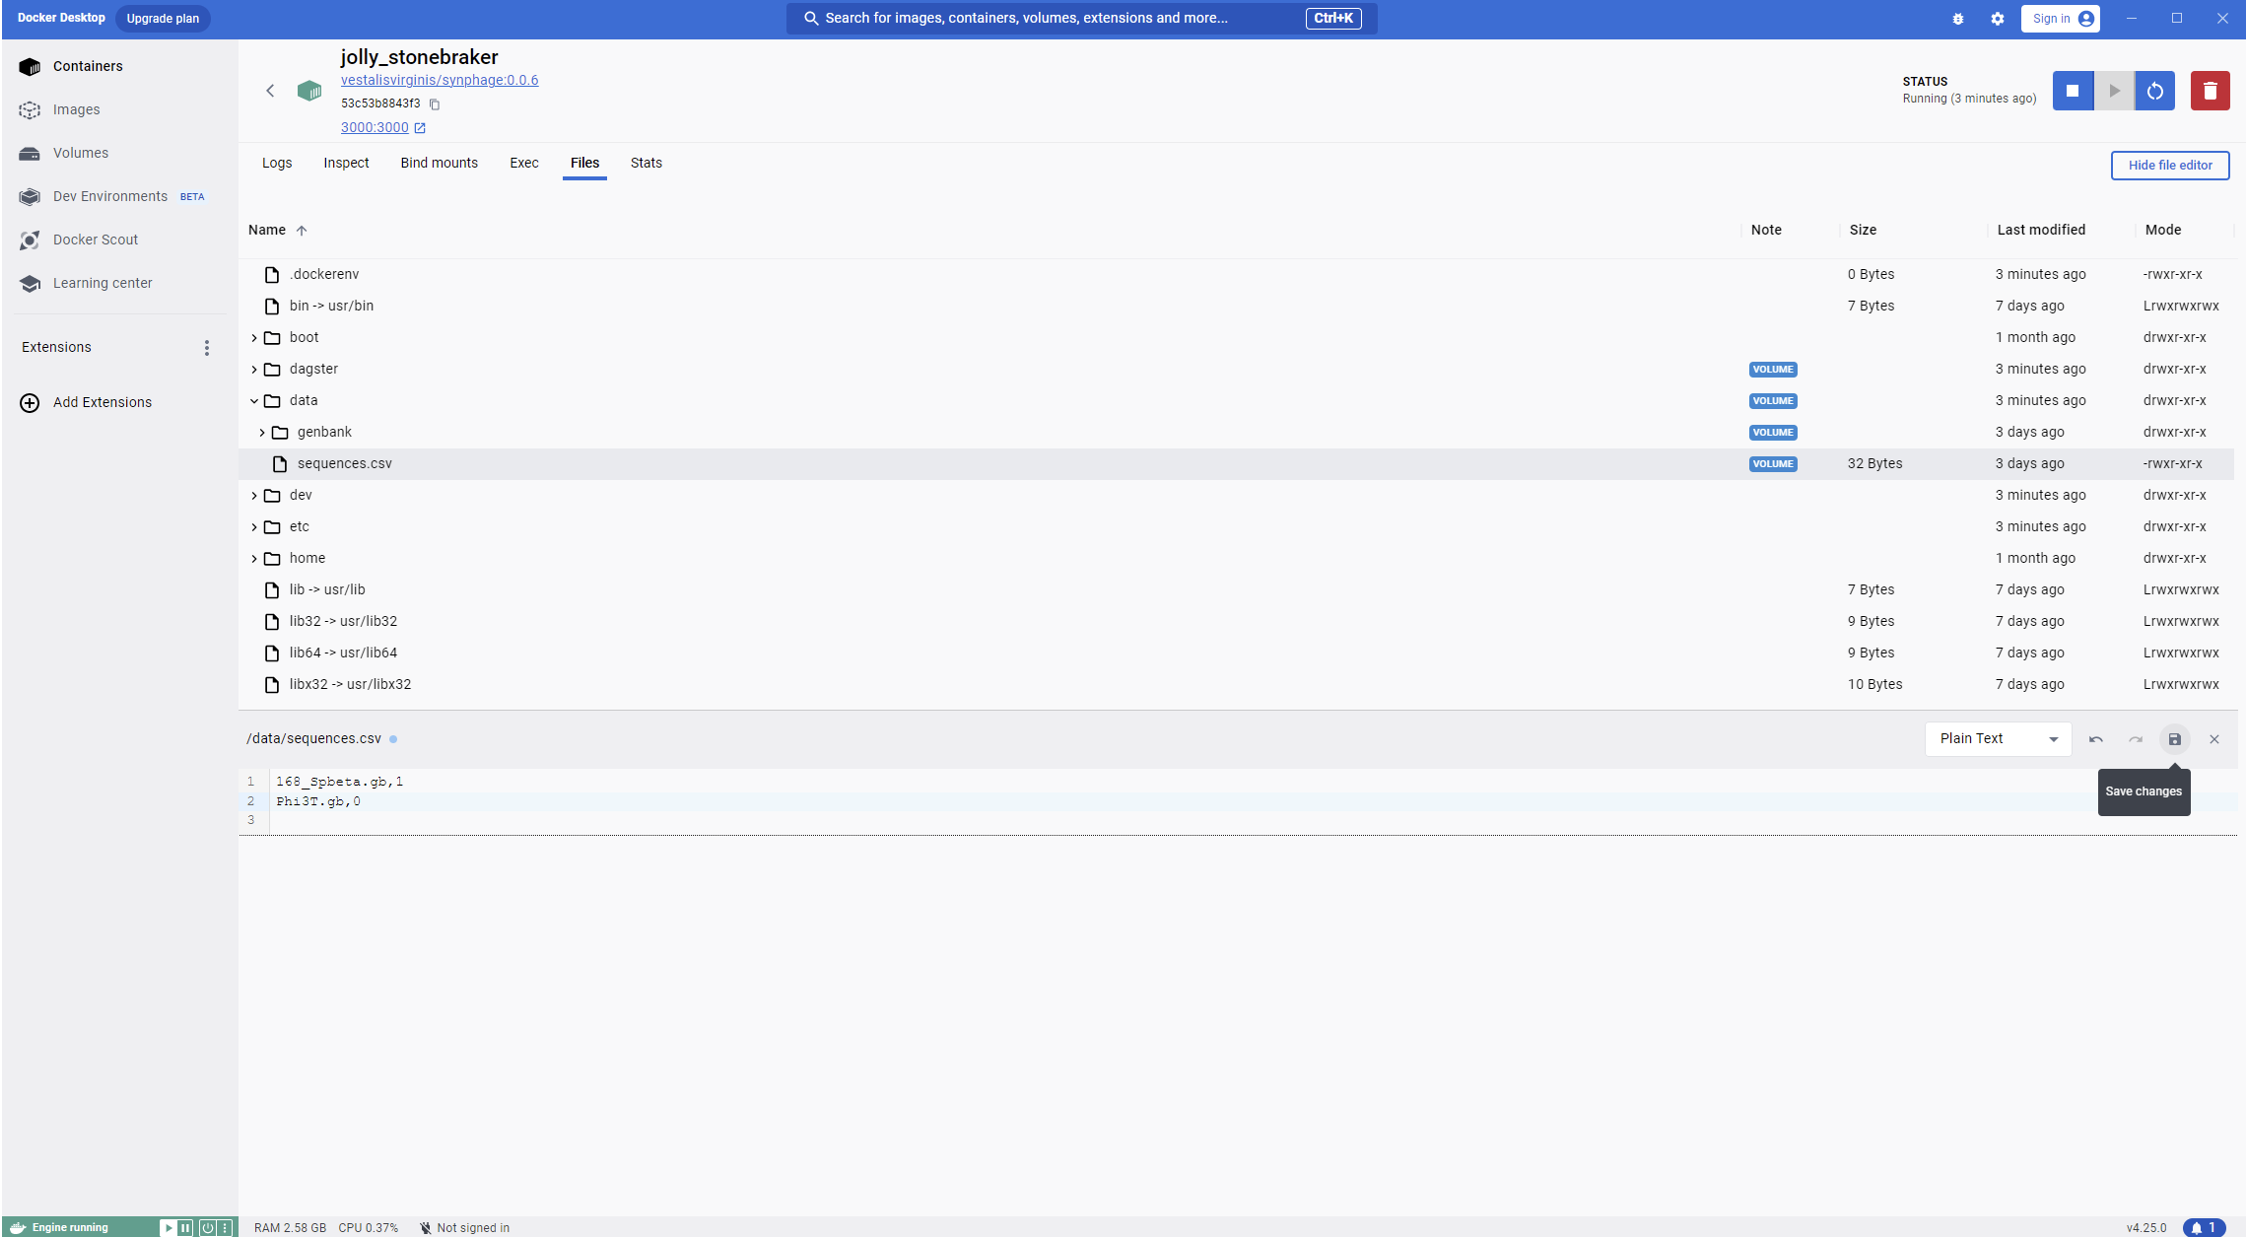 Docker Desktop Upgrade plan Search for images, containers, volumes, extensions and more... Ctrl+K Sign in
Containers
Images
Volumes
Dev Environments BETA
Docker Scout
Learning center
Extensions
Add Extensions
jolly_stonebraker
vestalisvirginis/synphage:0.0.6
53c53b8843f3
3000:3000
STATUS
Running (3 minutes ago)
Logs Inspect Bind mounts Exec Files Stats Hide file editor
Name Note Size Last modified Mode
.dockerenv 0 Bytes 3 minutes ago -rwxr-xr-x
bin -> usr/bin 7 Bytes 7 days ago Lrwxrwxrwx
boot 1 month ago drwxr-xr-x
dagster VOLUME 3 minutes ago drwxr-xr-x
data VOLUME 3 minutes ago drwxr-xr-x
genbank VOLUME 3 days ago drwxr-xr-x
sequences.csv VOLUME 32 Bytes 3 days ago -rwxr-xr-x
dev 3 minutes ago drwxr-xr-x
etc 3 minutes ago drwxr-xr-x
home 1 month ago drwxr-xr-x
lib -> usr/lib 7 Bytes 7 days ago Lrwxrwxrwx
lib32 -> usr/lib32 9 Bytes 7 days ago Lrwxrwxrwx
lib64 -> usr/lib64 9 Bytes 7 days ago Lrwxrwxrwx
libx32 -> usr/libx32 10 Bytes 7 days ago Lrwxrwxrwx
/data/sequences.csv Plain Text
Save changes
1 168_Spbeta.gb,1
2 Phi3T.gb,0
3
Engine running RAM 2.58 GB CPU 0.37% Not signed in v4.25.0 1